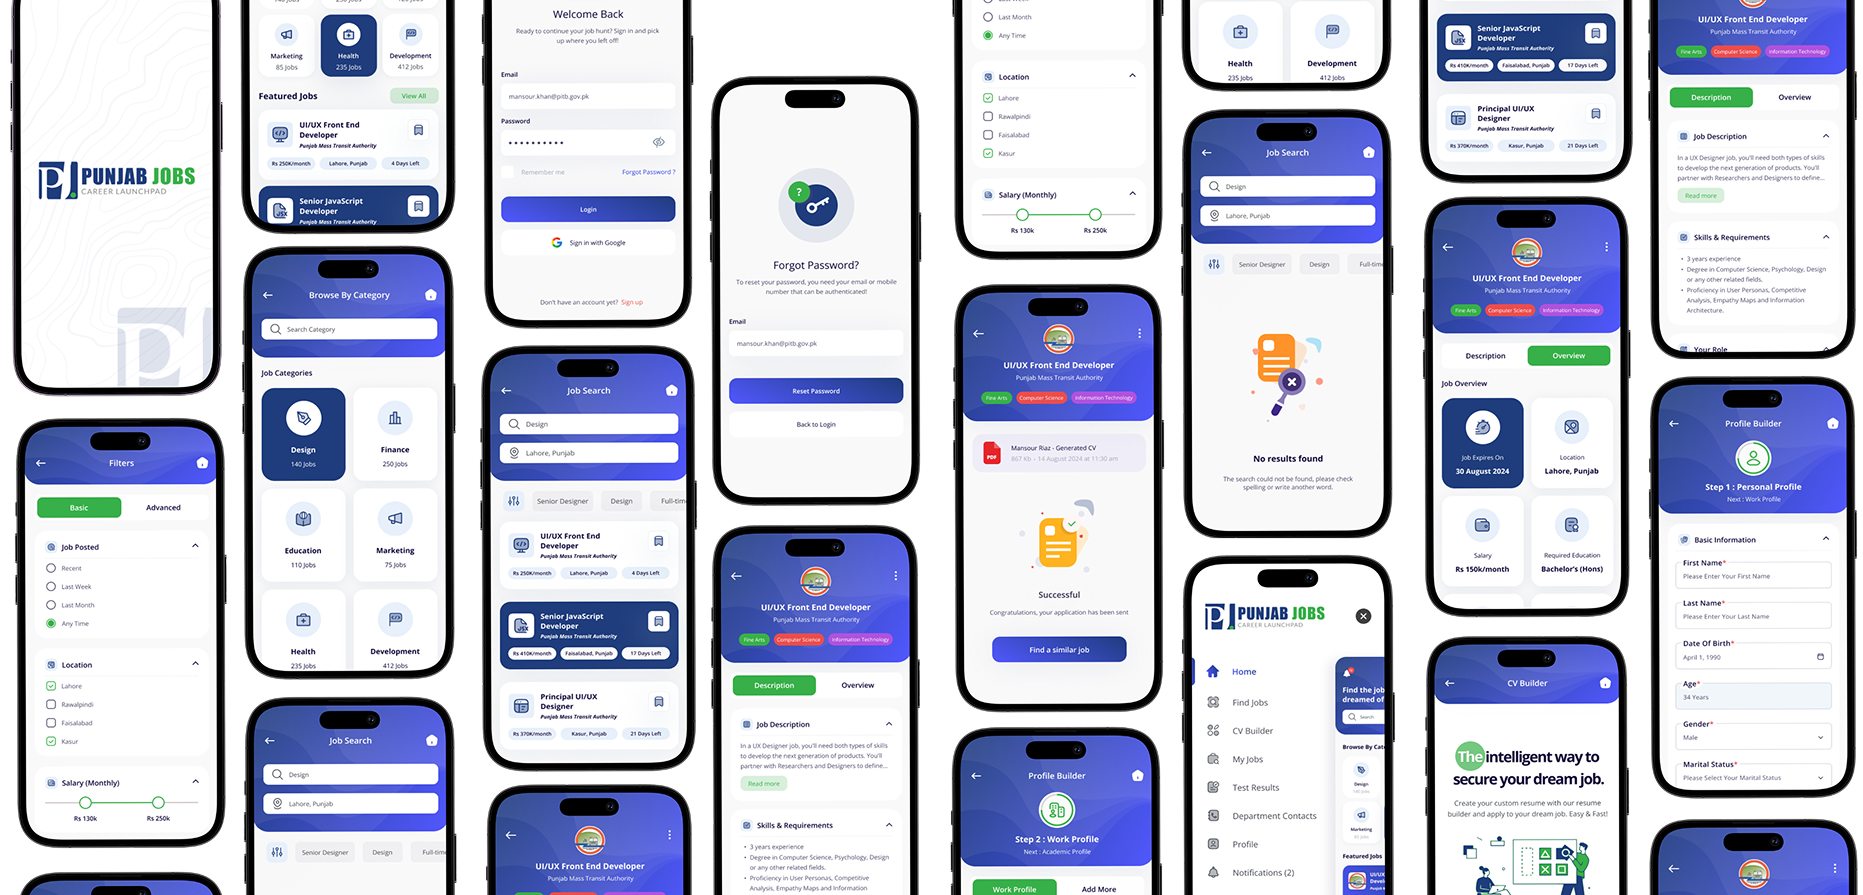 PUNJAB JOBS
CAREER LAUNCHPAD
Filters
Basic
Advanced
Job Posted
Recent
Last Week
Last Month
Any Time
Location
Lahore
Rawalpindi
Faisalabad
Kasur
Salary (Monthly)
Rs 130k
Rs 250k
Marketing
85 Jobs
Health
235 Jobs
Development
412 Jobs
Featured Jobs
View All
UI/UX Front End
Developer
Punjab Mass Transit Authority
Rs 250K/month
Lahore, Punjab
4 Days Left
Senior JavaScript
Developer
Punjab Mass Transit Authority
JSX
Browse By Category
Search Category
Job Categories
Design
140 Jobs
Finance
250 Jobs
Education
110 Jobs
Marketing
75 Jobs
Health
235 Jobs
Development
412 Jobs
Job Search
Design
Lahore, Punjab
Senior Designer
Design
Full-time
Welcome Back
Ready to continue your job hunt? Sign in and pick
up where you left off!
Email
mansour.khan@pitb.gov.pk
Password
Remember me
Forgot Password ?
Login
Sign in with Google
Don't have an account yet? Sign up
Job Search
Design
Lahore, Punjab
Senior Designer
Design
Full-time
UI/UX Front End
Developer
Punjab Mass Transit Authority
Rs 250K/month
Lahore, Punjab
4 Days Left
JSX
Senior JavaScript
Developer
Punjab Mass Transit Authority
Rs 410K/month
Faisalabad, Punjab
17 Days Left
Principal UI/UX
Designer
Punjab Mass Transit Authority
Rs 370K/month
Kasur, Punjab
21 Days Left
UI/UX Front End Developer
Punjab Mass Transit Authority
Fine Arts
Computer Science
Information Technology
?
Forgot Password?
To reset your password, you need your email or mobile
number that can be authenticated!
Email
mansour.khan@pitb.gov.pk
Reset Password
Back to Login
UI/UX Front End Developer
Punjab Mass Transit Authority
Fine Arts
Computer Science
Information Technology
Description
Overview
Job Description
In a UX Designer job, you'll need both types of skills
to develop the next generation of products. You'll
partner with Researchers and Designers to define...
Read more
Skills & Requirements
• 3 years experience
• Degree in Computer Science, Psychology, Design
or any other related fields.
• Proficiency in User Personas, Competitive
Analysis, Empathy Maps and Information
Last Month
Any Time
Location
Lahore
Rawalpindi
Faisalabad
Kasur
Salary (Monthly)
Rs 130k
Rs 250k
UI/UX Front End Developer
Punjab Mass Transit Authority
Fine Arts
Computer Science
Information Technology
PDF
Mansour Riaz - Generated CV
867 Kb - 14 August 2024 at 11:30 am
Successful
Congratulations, your application has been sent
Find a similar job
Profile Builder
Step 2 : Work Profile
Next : Academic Profile
Work Profile
Add More
Health
235 Jobs
Development
412 Jobs
Job Search
Design
Lahore, Punjab
Senior Designer
Design
Full-time
No results found
The search could not be found, please check
spelling or write another word.
PUNJAB JOBS
CAREER LAUNCHPAD
Home
Find Jobs
CV Builder
My Jobs
Test Results
Department Contacts
Profile
Notifications (2)
Find the job
dreamed of
Search
Browse By Cate
Design
140 Jobs
Marketing
Featured Jobs
UI/UX
Senior JavaScript
Developer
Punjab Mass Transit Authority
JSX
Rs 410K/month
Faisalabad, Punjab
17 Days Left
Principal UI/UX
Designer
Punjab Mass Transit Authority
Rs 370K/month
Kasur, Punjab
21 Days Left
UI/UX Front End Developer
Punjab Mass Transit Authority
Fine Arts
Computer Science
Information Technology
Description
Overview
Job Overview
Job Expires On
30 August 2024
Location
Lahore, Punjab
Salary
Rs 150k/month
Required Education
Bachelor's (Hons)
CV Builder
The intelligent way to
secure your dream job.
Create your custom resume with our resume
builder and apply to your dream job. Easy & Fast!
UI/UX Front End Developer
Punjab Mass Transit Authority
Fine Arts
Computer Science
Information Technology
Description
Overview
Job Description
In a UX Designer job, you'll need both types of skills
to develop the next generation of products. You'll
partner with Researchers and Designers to define...
Read more
Skills & Requirements
• 3 years experience
• Degree in Computer Science, Psychology, Design
or any other related fields.
• Proficiency in User Personas, Competitive
Analysis, Empathy Maps and Information
Architecture.
Your Role
Profile Builder
Step 1 : Personal Profile
Next : Work Profile
Basic Information
First Name*
Please Enter Your First Name
Last Name*
Please Enter Your Last Name
Date Of Birth*
April 1, 1990
Age*
34 Years
Gender*
Male
Marital Status*
Please Select Your Marital Status